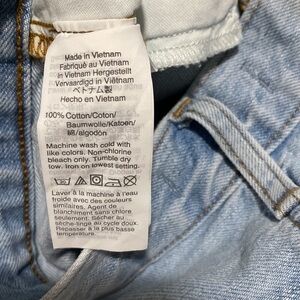 Made in Vietnam
Fabriqué au Vietnam
in Vietnam Hergestellt
Vervaardigd in Viëtnam
ベトナム製
Hecho en Vietnam
100% Cotton/Coton/
Baumwolle/Katoen/
綿/algodón
Machine wash cold with
like colors. Non-chlorine
bleach only. Tumble dry
low. Iron on lowest setting.
Laver à la machine à l'eau
froide avec des couleurs
similaires. Agent de
blanchiment sans chlore
seulement. Sécher au
sèche-linge au cycle doux.
Repasser à la plus basse
température.